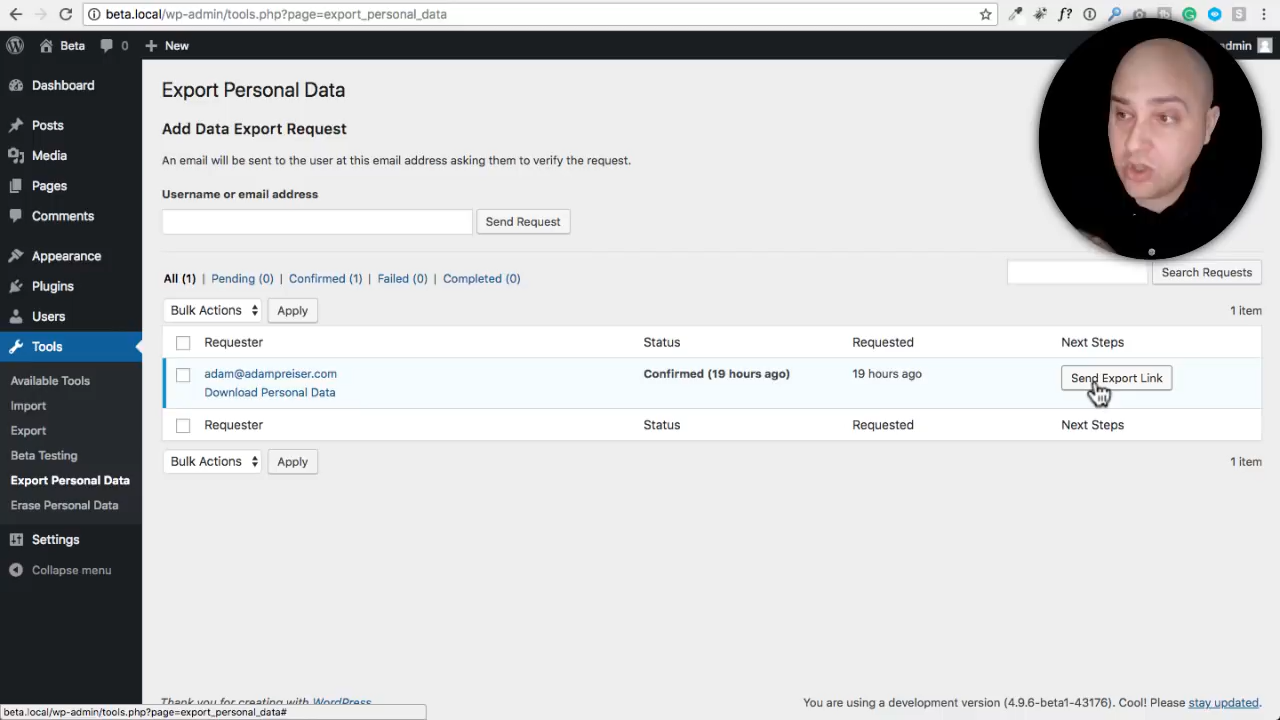 beta.local/wp-admin/tools.php?page=export_personal_data
Beta 0 New
admin
Dashboard
Posts
Media
Pages
Comments
Appearance
Plugins
Users
Tools
Available Tools
Import
Export
Beta Testing
Export Personal Data
Erase Personal Data
Settings
Collapse menu
Export Personal Data
Add Data Export Request
An email will be sent to the user at this email address asking them to verify the request.
Username or email address
Send Request
All (1) | Pending (0) | Confirmed (1) | Failed (0) | Completed (0)
Search Requests
Bulk Actions Apply 1 item
Requester Status Requested Next Steps
adam@adampreiser.com Confirmed (19 hours ago) 19 hours ago Send Export Link
Download Personal Data
Requester Status Requested Next Steps
Bulk Actions Apply 1 item
Thank you for creating with WordPress.
You are using a development version (4.9.6-beta1-43176). Cool! Please stay updated.
beta.local/wp-admin/tools.php?page=export_personal_data#